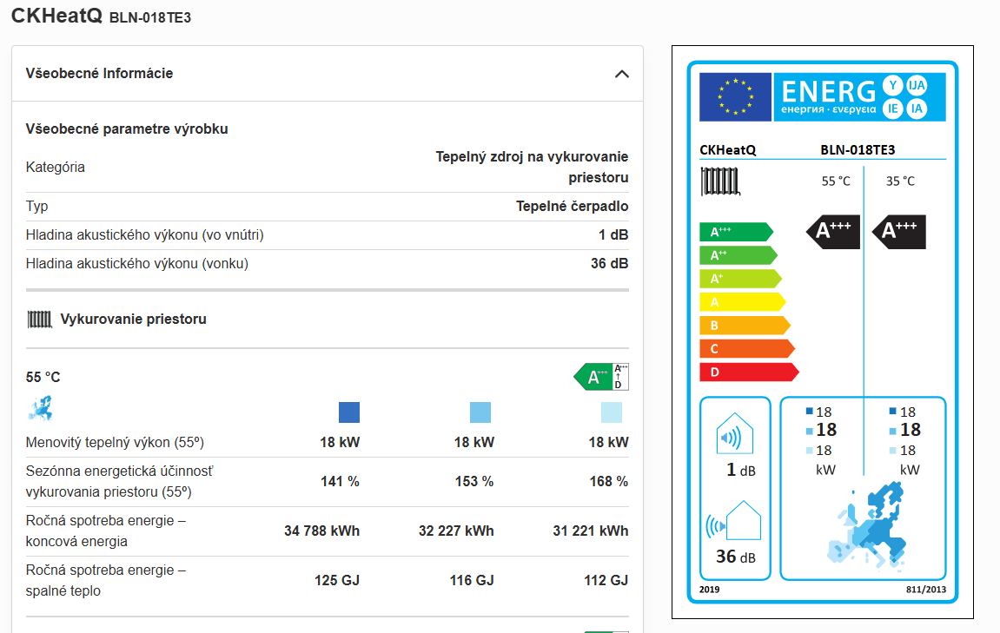 CKHeatQ BLN-018TE3
Všeobecné Informácie
Všeobecné parametre výrobku
Kategória
Tepelný zdroj na vykurovanie
priestoru
Typ
Tepelné čerpadlo
Hladina akustického výkonu (vo vnútri)
1 dB
Hladina akustického výkonu (vonku)
36 dB
Vykurovanie priestoru
55 °C
A+++
A+++
↑
D
Menovitý tepelný výkon (55º)
18 kW
18 kW
18 kW
Sezónna energetická účinnosť
vykurovania priestoru (55º)
141 %
153 %
168 %
Ročná spotreba energie –
koncová energia
34 788 kWh
32 227 kWh
31 221 kWh
Ročná spotreba energie –
spalné teplo
125 GJ
116 GJ
112 GJ
ENERG
Y IJA
IE IA
енергия · ενεργεια
CKHeatQ
BLN-018TE3
55 °C
35 °C
A+++
A+++
A+++
A++
A+
A
B
C
D
1 dB
36 dB
18
18
18
kW
18
18
18
kW
2019
811/2013